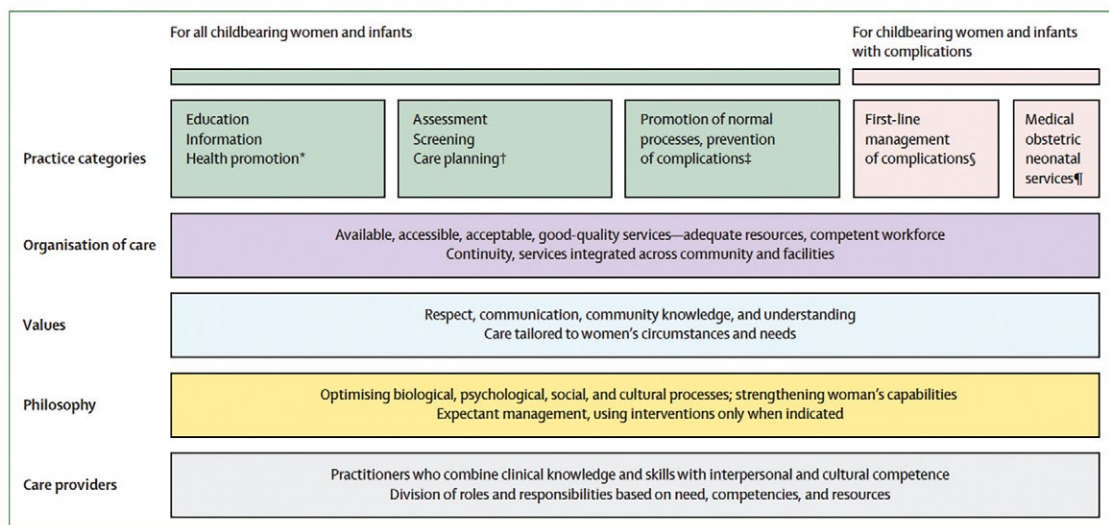 For all childbearing women and infants
For childbearing women and infants
with complications
Practice categories
Education
Information
Health promotion*
Assessment
Screening
Care planning†
Promotion of normal
processes, prevention
of complications‡
First-line
management
of complications§
Medical
obstetric
neonatal
services¶
Organisation of care
Available, accessible, acceptable, good-quality services—adequate resources, competent workforce
Continuity, services integrated across community and facilities
Values
Respect, communication, community knowledge, and understanding
Care tailored to women's circumstances and needs
Philosophy
Optimising biological, psychological, social, and cultural processes; strengthening woman's capabilities
Expectant management, using interventions only when indicated
Care providers
Practitioners who combine clinical knowledge and skills with interpersonal and cultural competence
Division of roles and responsibilities based on need, competencies, and resources